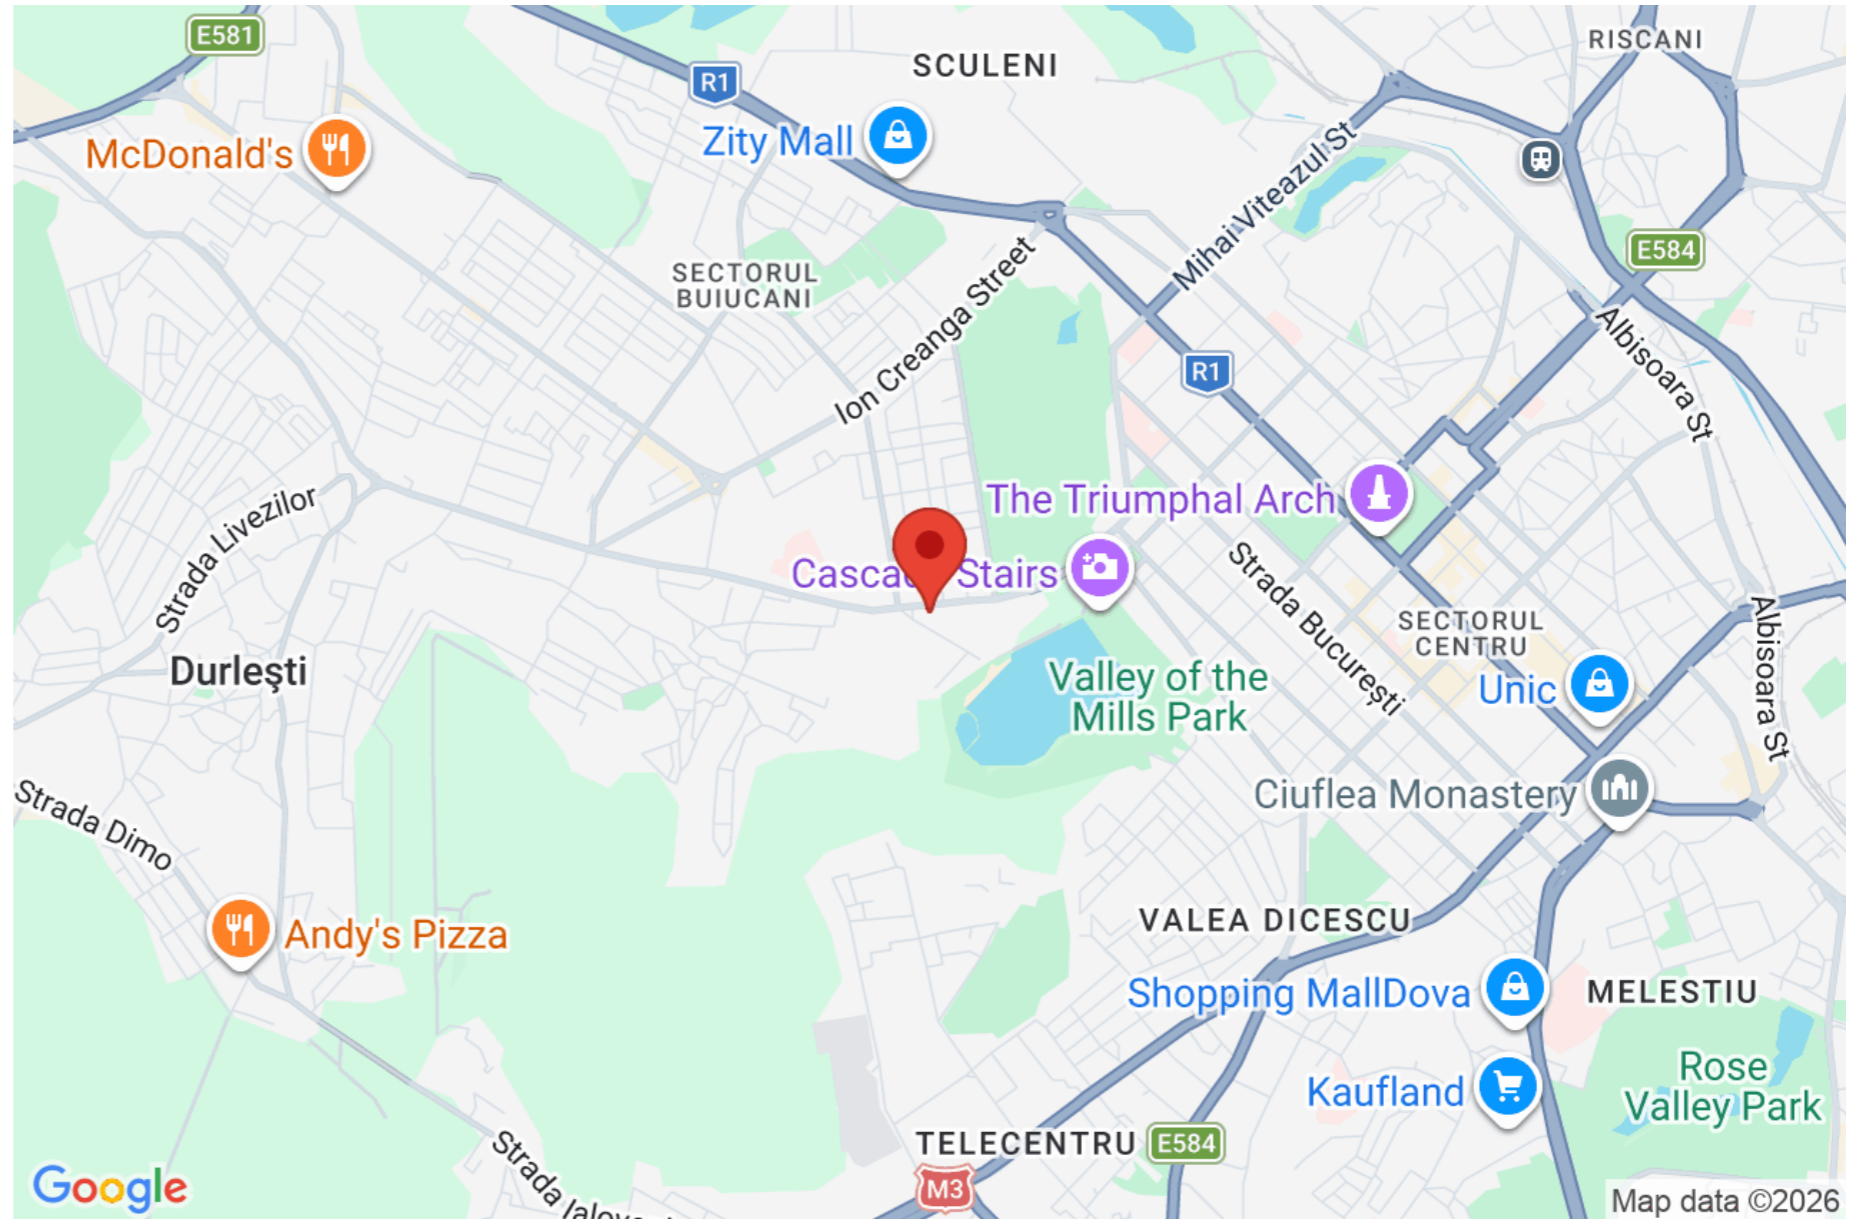 E581
R1
SCULENI
RISCANI
McDonald's
Zity Mall
Mihai Viteazul St
E584
SECTORUL
BUIUCANI
Ion Creanga Street
Albisoara St
R1
Strada Livezilor
The Triumphal Arch
Stairs
Strada București
SECTORUL
CENTRU
Albisoara St
Durlești
Valley of the
Mills Park
Unic
Strada Dimo
Ciuflea Monastery
Andy's Pizza
VALEA DICESCU
Shopping MallDova
MELESTIU
Rose
Valley Park
Kaufland
TELECENTRU
E584
Strada
M3
Google
Map data ©2026